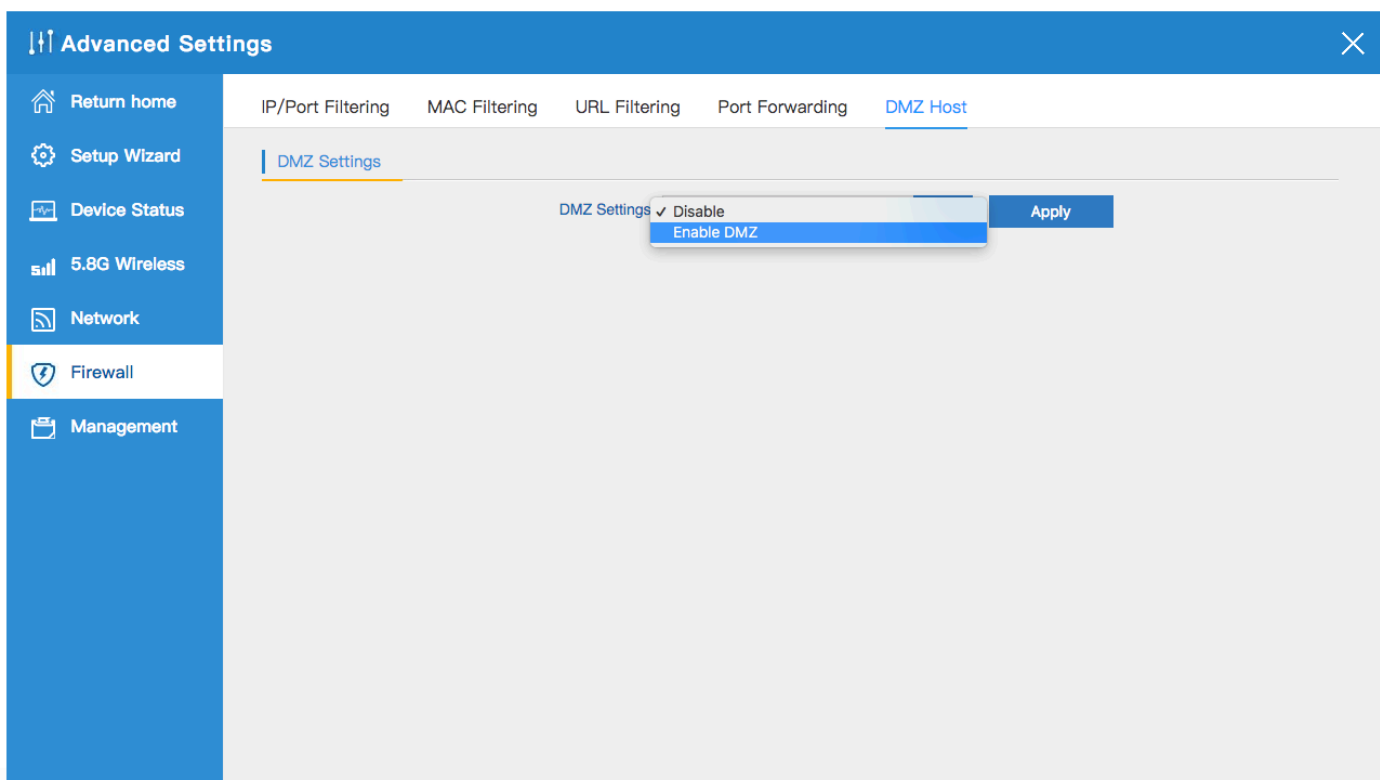 Advanced Settings
Return home
Setup Wizard
Device Status
5.8G Wireless
Network
Firewall
Management
IP/Port Filtering MAC Filtering URL Filtering Port Forwarding DMZ Host
DMZ Settings
DMZ Settings ✓ Disable Apply
Enable DMZ